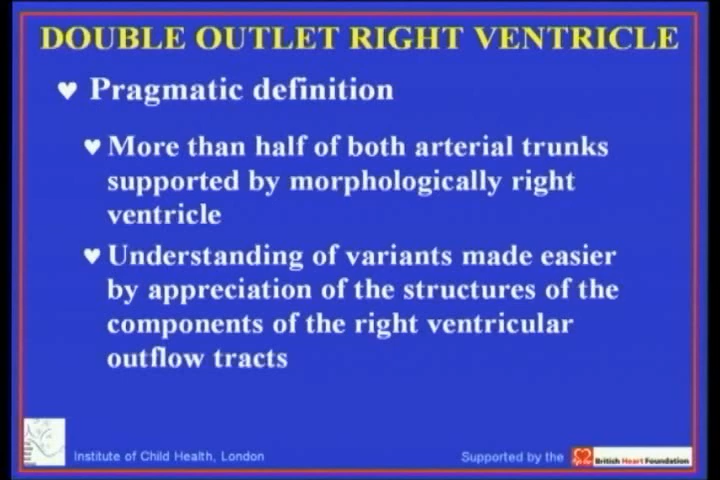 DOUBLE OUTLET RIGHT VENTRICLE
Pragmatic definition
More than half of both arterial trunks
supported by morphologically right
ventricle
Understanding of variants made easier
by appreciation of the structures of the
components of the right ventricular
outflow tracts
Institute of Child Health, London
Supported by the
British Heart Foundation